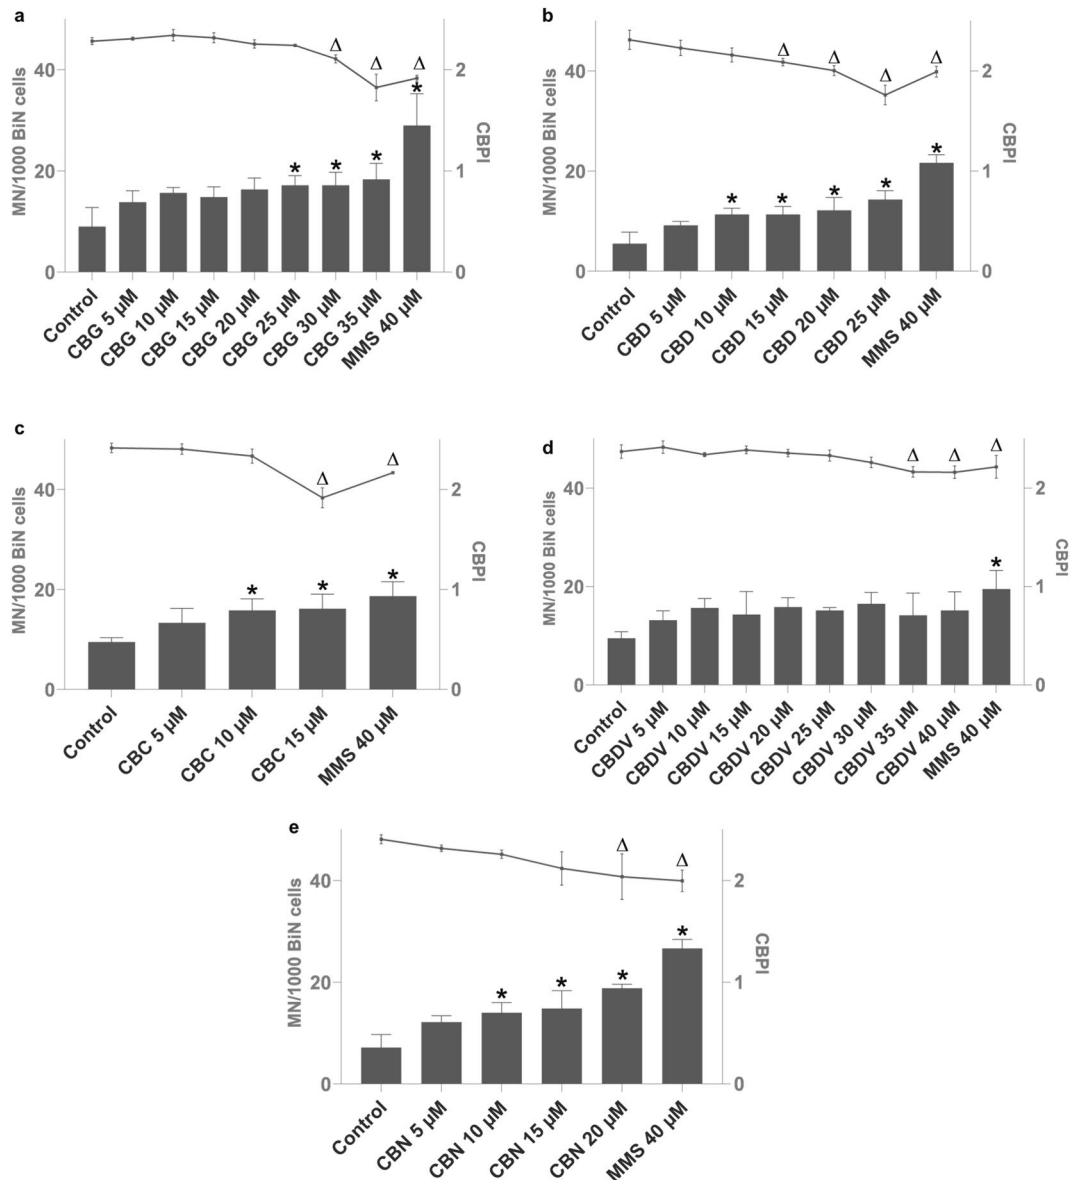 a
MN/1000 BiN cells
40
20
0
Δ Δ Δ
* * * *
2
1
0
CBPI
Control
CBG 5 µM
CBG 10 µM
CBG 15 µM
CBG 20 µM
CBG 25 µM
CBG 30 µM
CBG 35 µM
MMS 40 µM
b
MN/1000 BiN cells
40
20
0
Δ Δ Δ Δ
* * * * *
2
1
0
CBPI
Control
CBD 5 µM
CBD 10 µM
CBD 15 µM
CBD 20 µM
CBD 25 µM
MMS 40 µM
c
MN/1000 BiN cells
40
20
0
Δ Δ
* * *
2
1
0
CBPI
Control
CBC 5 µM
CBC 10 µM
CBC 15 µM
MMS 40 µM
d
MN/1000 BiN cells
40
20
0
Δ Δ Δ
*
2
1
0
CBPI
Control
CBDV 5 µM
CBDV 10 µM
CBDV 15 µM
CBDV 20 µM
CBDV 25 µM
CBDV 30 µM
CBDV 35 µM
CBDV 40 µM
MMS 40 µM
e
MN/1000 BiN cells
40
20
0
Δ Δ
* * * *
2
1
0
CBPI
Control
CBN 5 µM
CBN 10 µM
CBN 15 µM
CBN 20 µM
MMS 40 µM